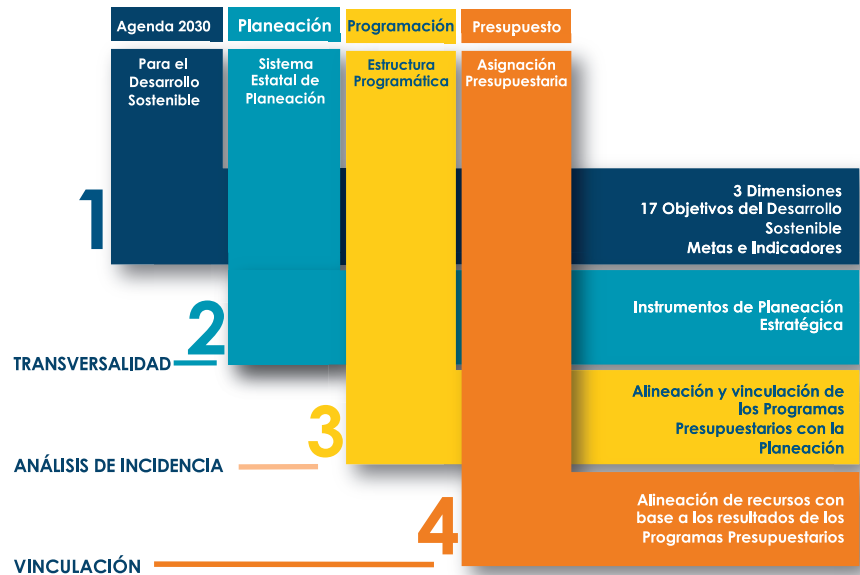 Agenda 2030
Planeación
Programación
Presupuesto
Para el
Desarrollo
Sostenible
Sistema
Estatal de
Planeación
Estructura
Programática
Asignación
Presupuestaria
1
3 Dimensiones
17 Objetivos del Desarrollo
Sostenible
Metas e Indicadores
2
Instrumentos de Planeación
Estratégica
TRANSVERSALIDAD
3
Alineación y vinculación de
los Programas
Presupuestarios con la
Planeación
ANÁLISIS DE INCIDENCIA
4
Alineación de recursos con
base a los resultados de los
Programas Presupuestarios
VINCULACIÓN